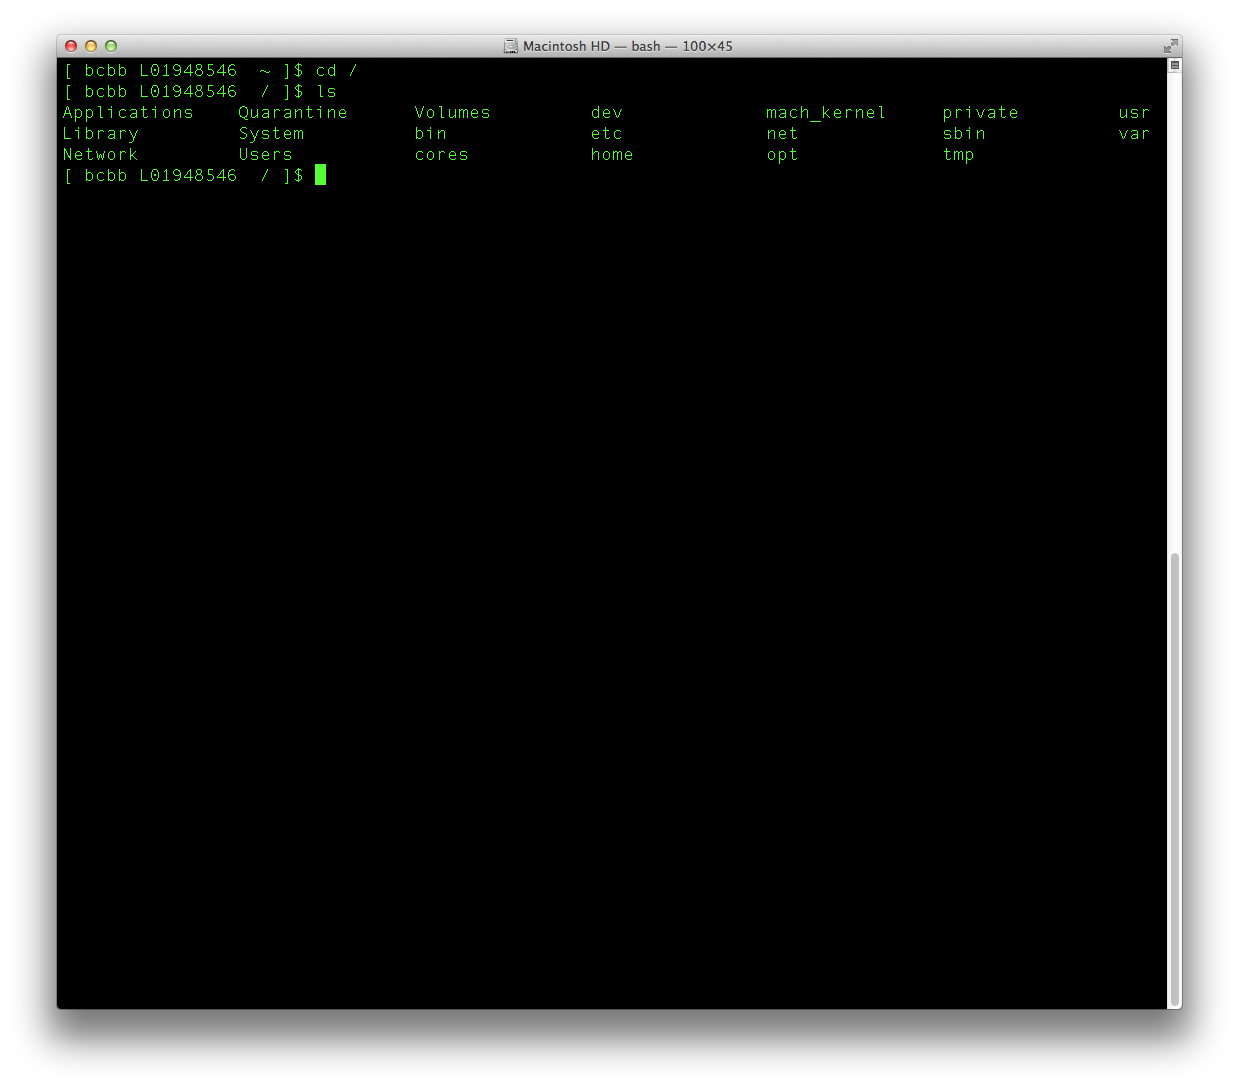 Macintosh HD — bash — 100×45
[ bcbb L01948546  ~ ]$ cd /
[ bcbb L01948546  / ]$ ls
Applications    Quarantine      Volumes         dev             mach_kernel     private         usr
Library         System          bin             etc             net             sbin            var
Network         Users           cores           home            opt             tmp
[ bcbb L01948546  / ]$